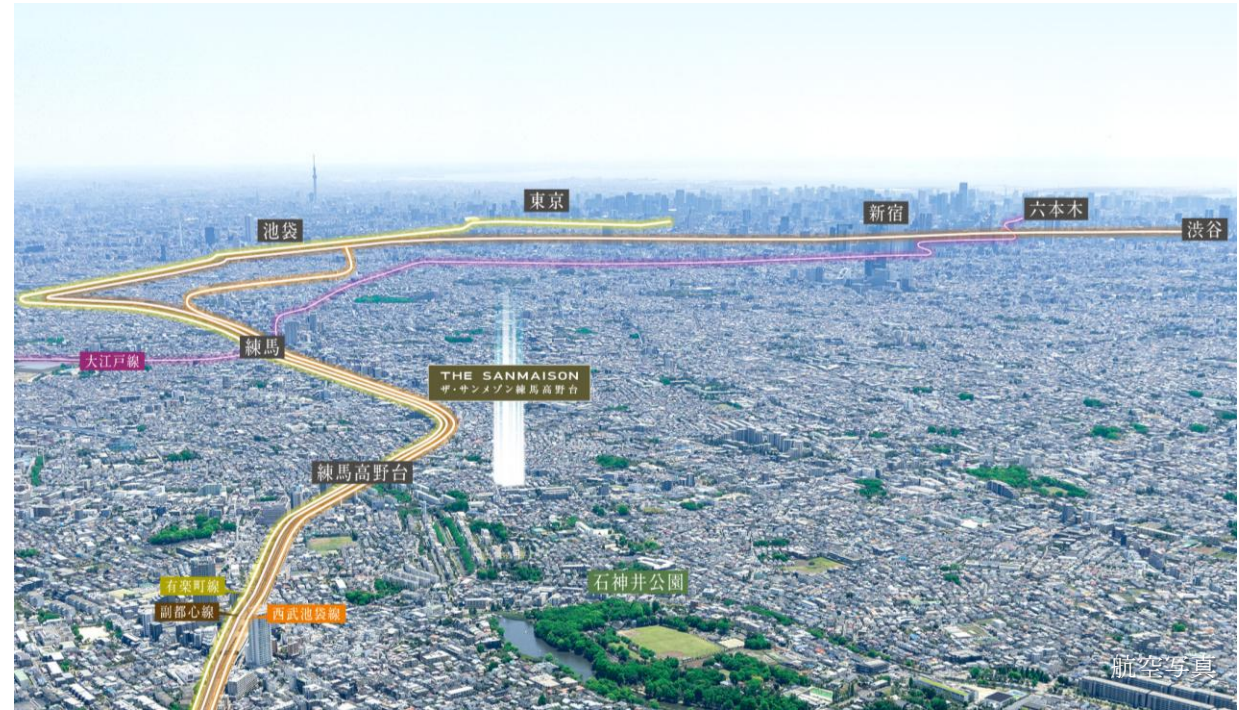 東京
新宿
六本木
池袋
渋谷
練馬
大江戸線
THE SANMAISON
ザ・サンメゾン練馬高野台
練馬高野台
有楽町線
副都心線
西武池袋線
石神井公園
航空写真